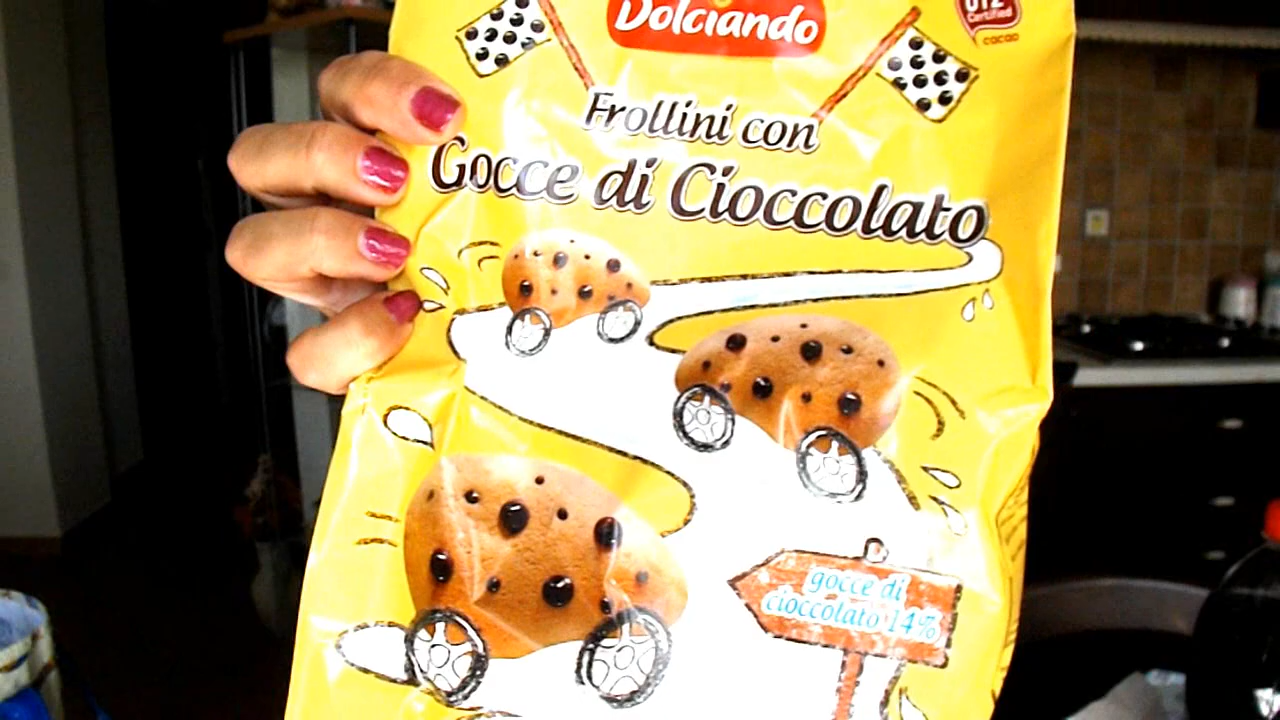 Dolciando
UTZ
Certified
cacao
Frollini con
Gocce di Cioccolato
gocce di
cioccolato 14%